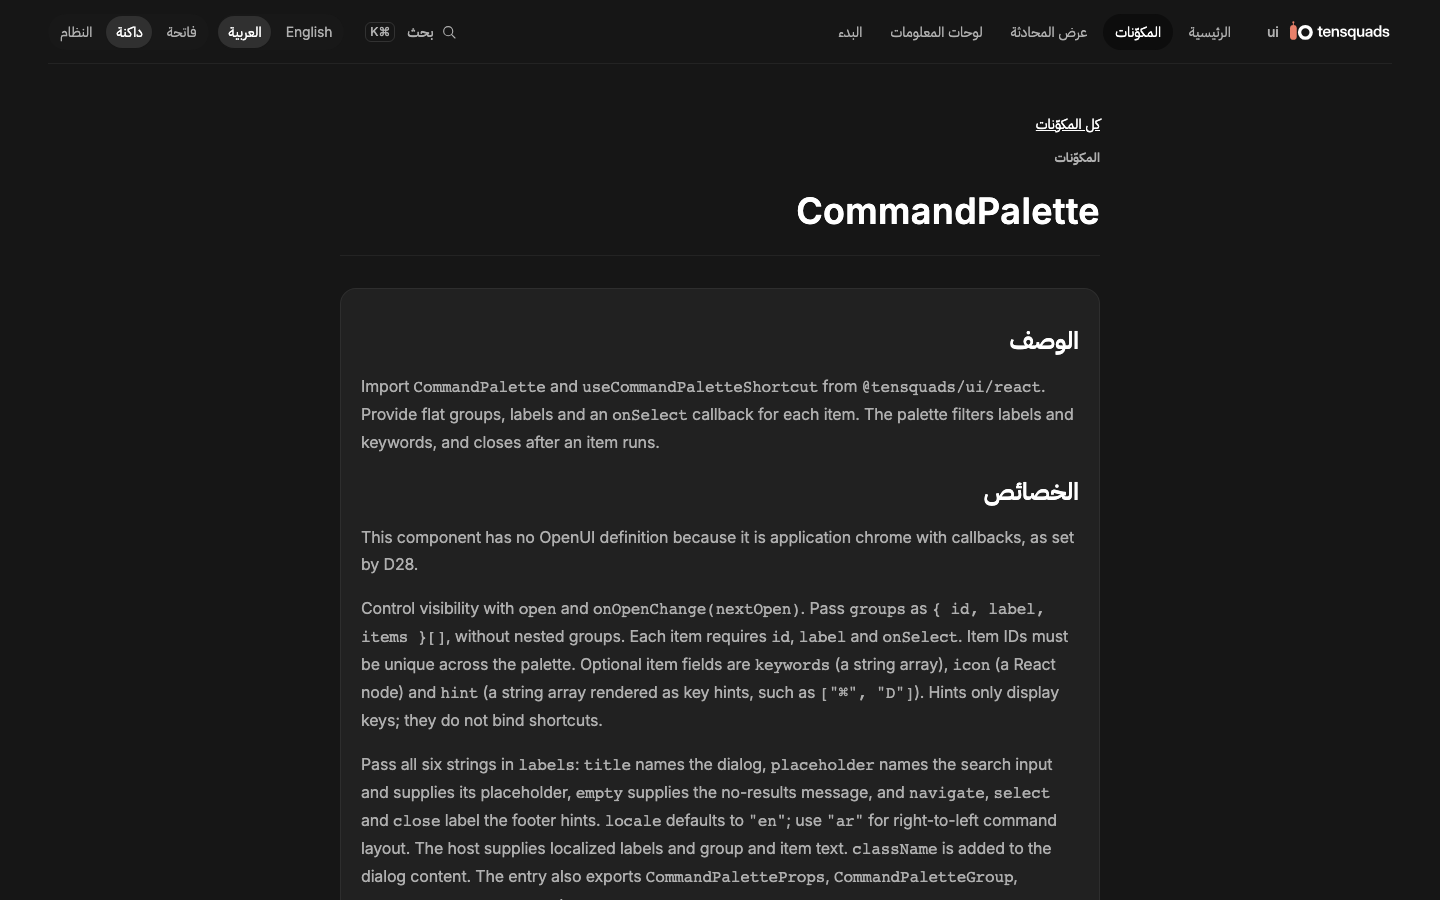 tensquads ui
الرئيسية
المكوّنات
عرض المحادثة
لوحات المعلومات
البدء
بحث
⌘K
English
العربية
فاتحة
داكنة
النظام
كل المكوّنات
المكوّنات
CommandPalette
الوصف
Import CommandPalette and useCommandPaletteShortcut from @tensquads/ui/react.
Provide flat groups, labels and an onSelect callback for each item. The palette filters labels and
keywords, and closes after an item runs.
الخصائص
This component has no OpenUI definition because it is application chrome with callbacks, as set
by D28.
Control visibility with open and onOpenChange(nextOpen). Pass groups as { id, label,
items }[], without nested groups. Each item requires id, label and onSelect. Item IDs must
be unique across the palette. Optional item fields are keywords (a string array), icon (a React
node) and hint (a string array rendered as key hints, such as ["⌘", "D"]). Hints only display
keys; they do not bind shortcuts.
Pass all six strings in labels: title names the dialog, placeholder names the search input
and supplies its placeholder, empty supplies the no-results message, and navigate, select
and close label the footer hints. locale defaults to "en"; use "ar" for right-to-left command
layout. The host supplies localized labels and group and item text. className is added to the
dialog content. The entry also exports CommandPaletteProps, CommandPaletteGroup,